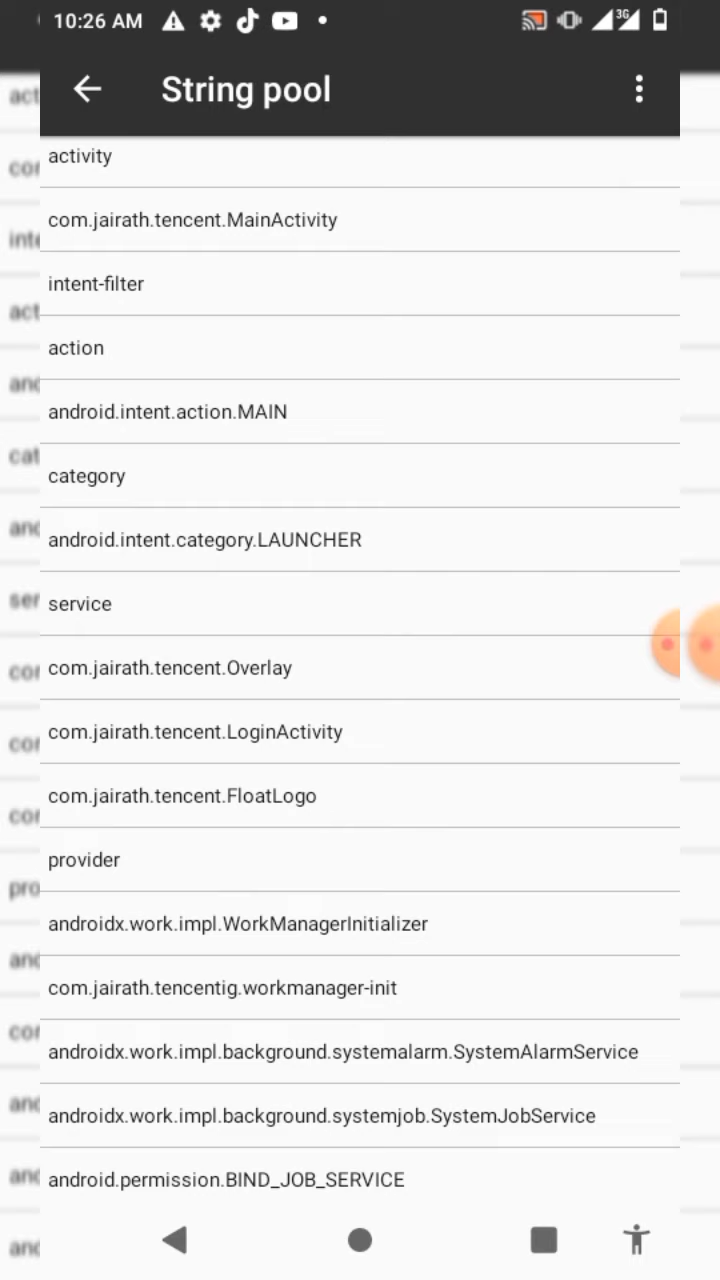 10:26 AM
3G
String pool
activity
com.jairath.tencent.MainActivity
intent-filter
action
android.intent.action.MAIN
category
android.intent.category.LAUNCHER
service
com.jairath.tencent.Overlay
com.jairath.tencent.LoginActivity
com.jairath.tencent.FloatLogo
provider
androidx.work.impl.WorkManagerInitializer
com.jairath.tencentig.workmanager-init
androidx.work.impl.background.systemalarm.SystemAlarmService
androidx.work.impl.background.systemjob.SystemJobService
android.permission.BIND_JOB_SERVICE